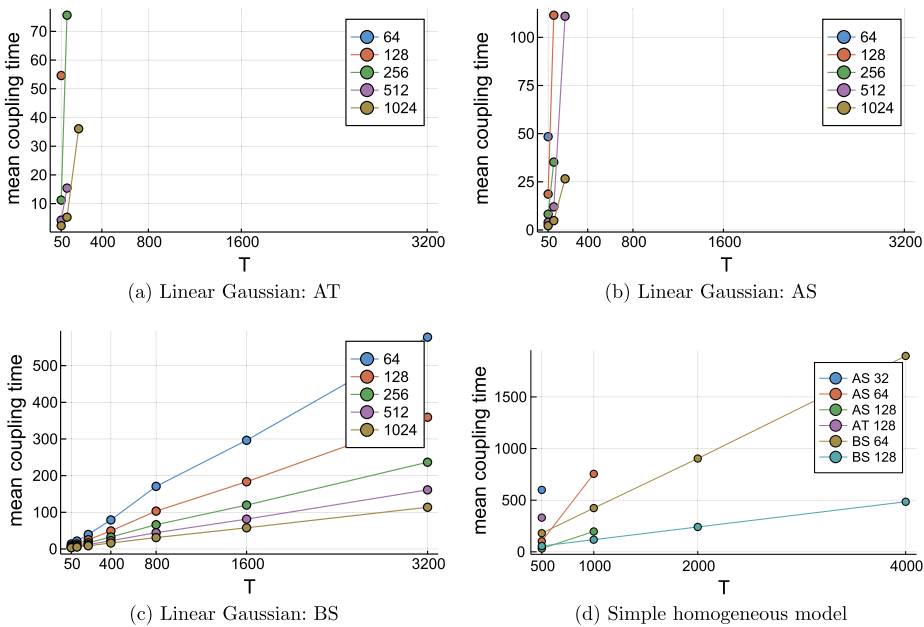 mean coupling time
70
60
50
40
30
20
10
50 400 800 1600 3200
T
64
128
256
512
1024
(a) Linear Gaussian: AT
mean coupling time
100
75
50
25
0
50 400 800 1600 3200
T
64
128
256
512
1024
(b) Linear Gaussian: AS
mean coupling time
500
400
300
200
100
0
50 400 800 1600 3200
T
64
128
256
512
1024
(c) Linear Gaussian: BS
mean coupling time
1500
1000
500
0
500 1000 2000 4000
T
AS 32
AS 64
AS 128
AT 128
BS 64
BS 128
(d) Simple homogeneous model